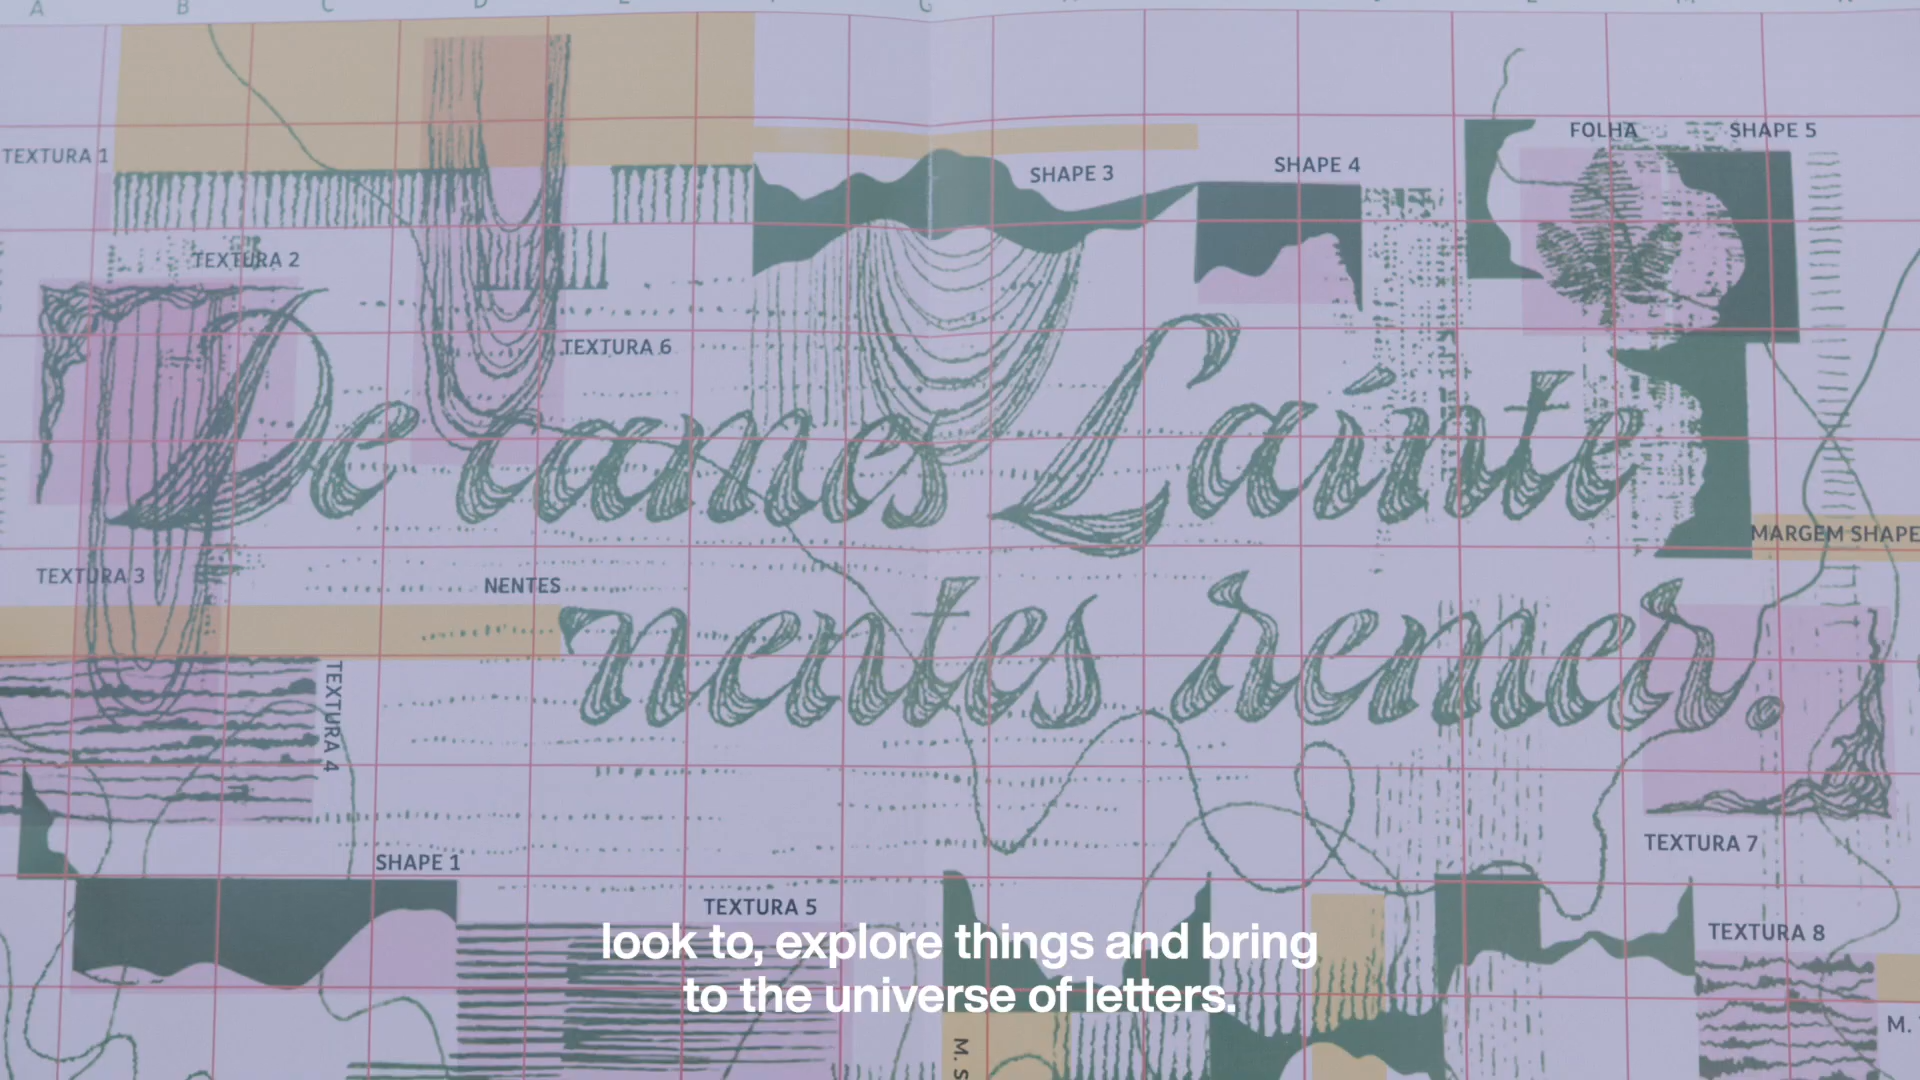 A B C D E F G
FOLHA SHAPE 5
TEXTURA 1
SHAPE 3
SHAPE 4
TEXTURA 2
TEXTURA 6
De tamos Lainte
MARGEM SHAPE
TEXTURA 3
NENTES
nentes remer.
TEXTURA 4
TEXTURA 7
SHAPE 1
TEXTURA 5
TEXTURA 8
look to, explore things and bring
to the universe of letters.
M. S
M.